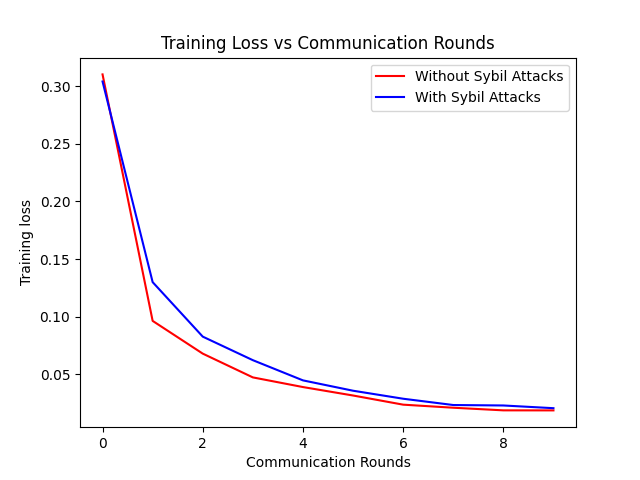 Training Loss vs Communication Rounds
Without Sybil Attacks
With Sybil Attacks
Training loss
0.30
0.25
0.20
0.15
0.10
0.05
0
2
4
6
8
Communication Rounds